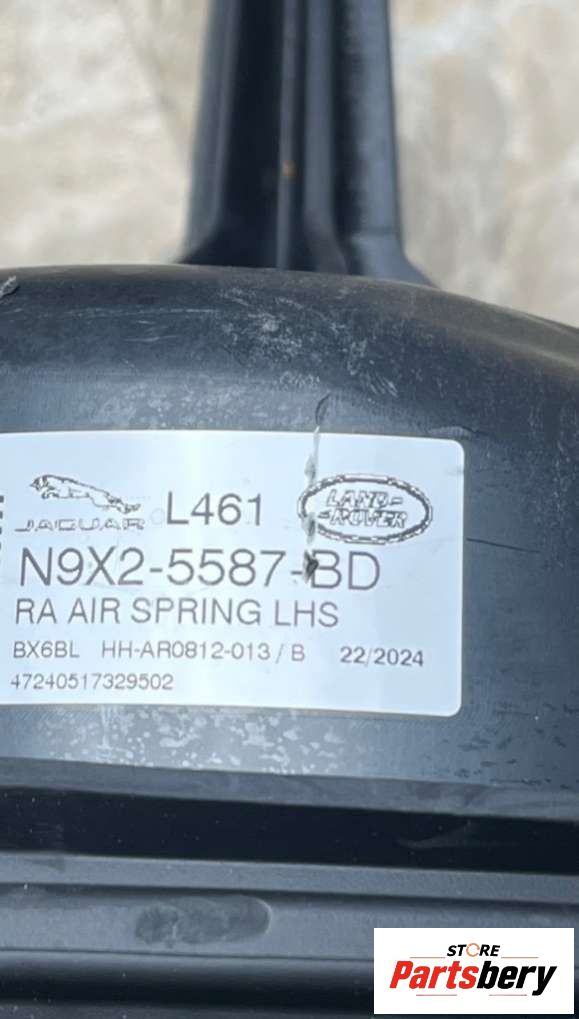 JAGUAR L461 LAND-
-ROVER
N9X2-5587-BD
RA AIR SPRING LHS
BX6BL HH-AR0812-013 / B 22/2024
47240517329502
STORE
Partsbery